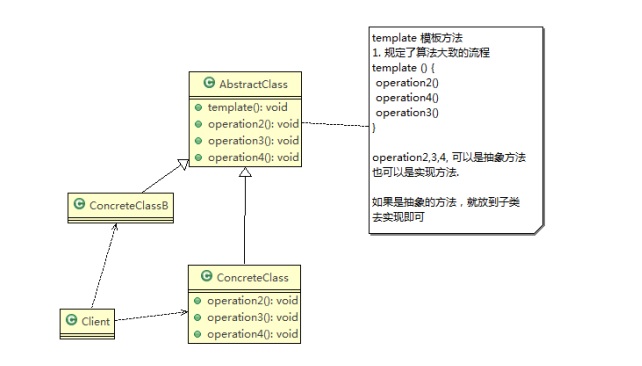 template 模板方法
1. 规定了算法大致的流程
template () {
operation2()
operation4()
operation3()
}
operation2,3,4, 可以是抽象方法
也可以是实现方法.
如果是抽象的方法，就放到子类
去实现即可
AbstractClass
template(): void
operation2(): void
operation3(): void
operation4(): void
ConcreteClassB
ConcreteClass
operation2(): void
operation3(): void
operation4(): void
Client